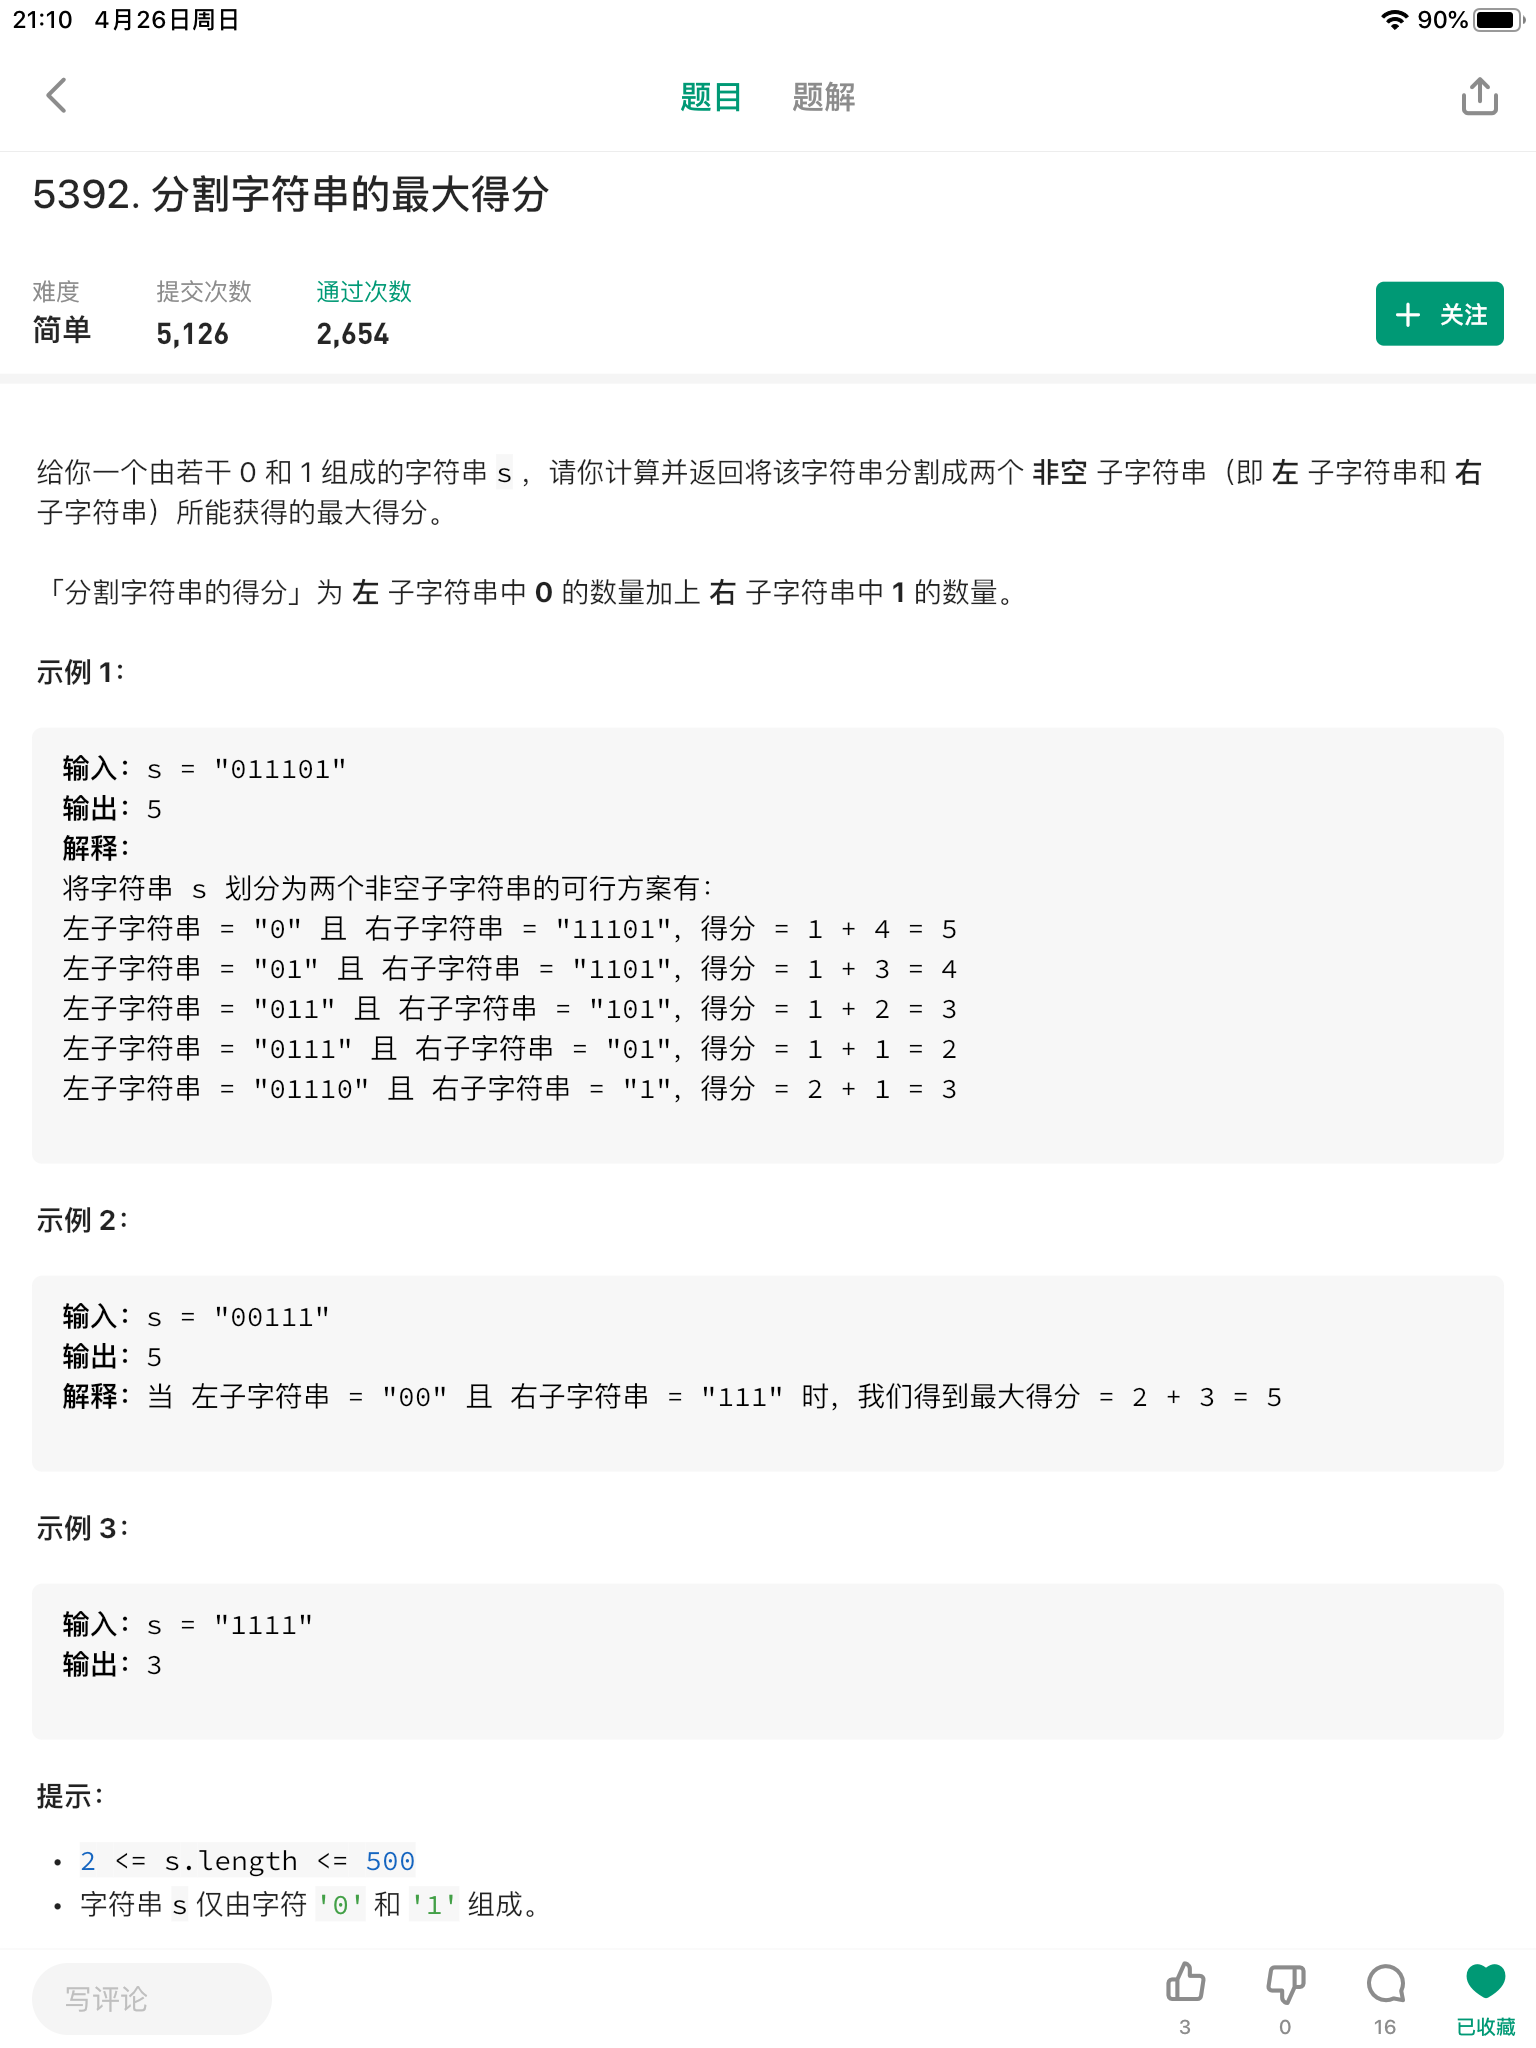 21:10 4月26日周日 90%
题目 题解
5392. 分割字符串的最大得分
难度 提交次数 通过次数
简单 5,126 2,654
关注
给你一个由若干 0 和 1 组成的字符串 s ，请你计算并返回将该字符串分割成两个 非空 子字符串（即 左 子字符串和 右
子字符串）所能获得的最大得分。
「分割字符串的得分」为 左 子字符串中 0 的数量加上 右 子字符串中 1 的数量。
示例 1：
输入：s = "011101"
输出：5
解释：
将字符串 s 划分为两个非空子字符串的可行方案有：
左子字符串 = "0" 且 右子字符串 = "11101"，得分 = 1 + 4 = 5
左子字符串 = "01" 且 右子字符串 = "1101"，得分 = 1 + 3 = 4
左子字符串 = "011" 且 右子字符串 = "101"，得分 = 1 + 2 = 3
左子字符串 = "0111" 且 右子字符串 = "01"，得分 = 1 + 1 = 2
左子字符串 = "01110" 且 右子字符串 = "1"，得分 = 2 + 1 = 3
示例 2：
输入：s = "00111"
输出：5
解释：当 左子字符串 = "00" 且 右子字符串 = "111" 时，我们得到最大得分 = 2 + 3 = 5
示例 3：
输入：s = "1111"
输出：3
提示：
• 2 <= s.length <= 500
• 字符串 s 仅由字符 '0' 和 '1' 组成。
写评论
3 0 16 已收藏